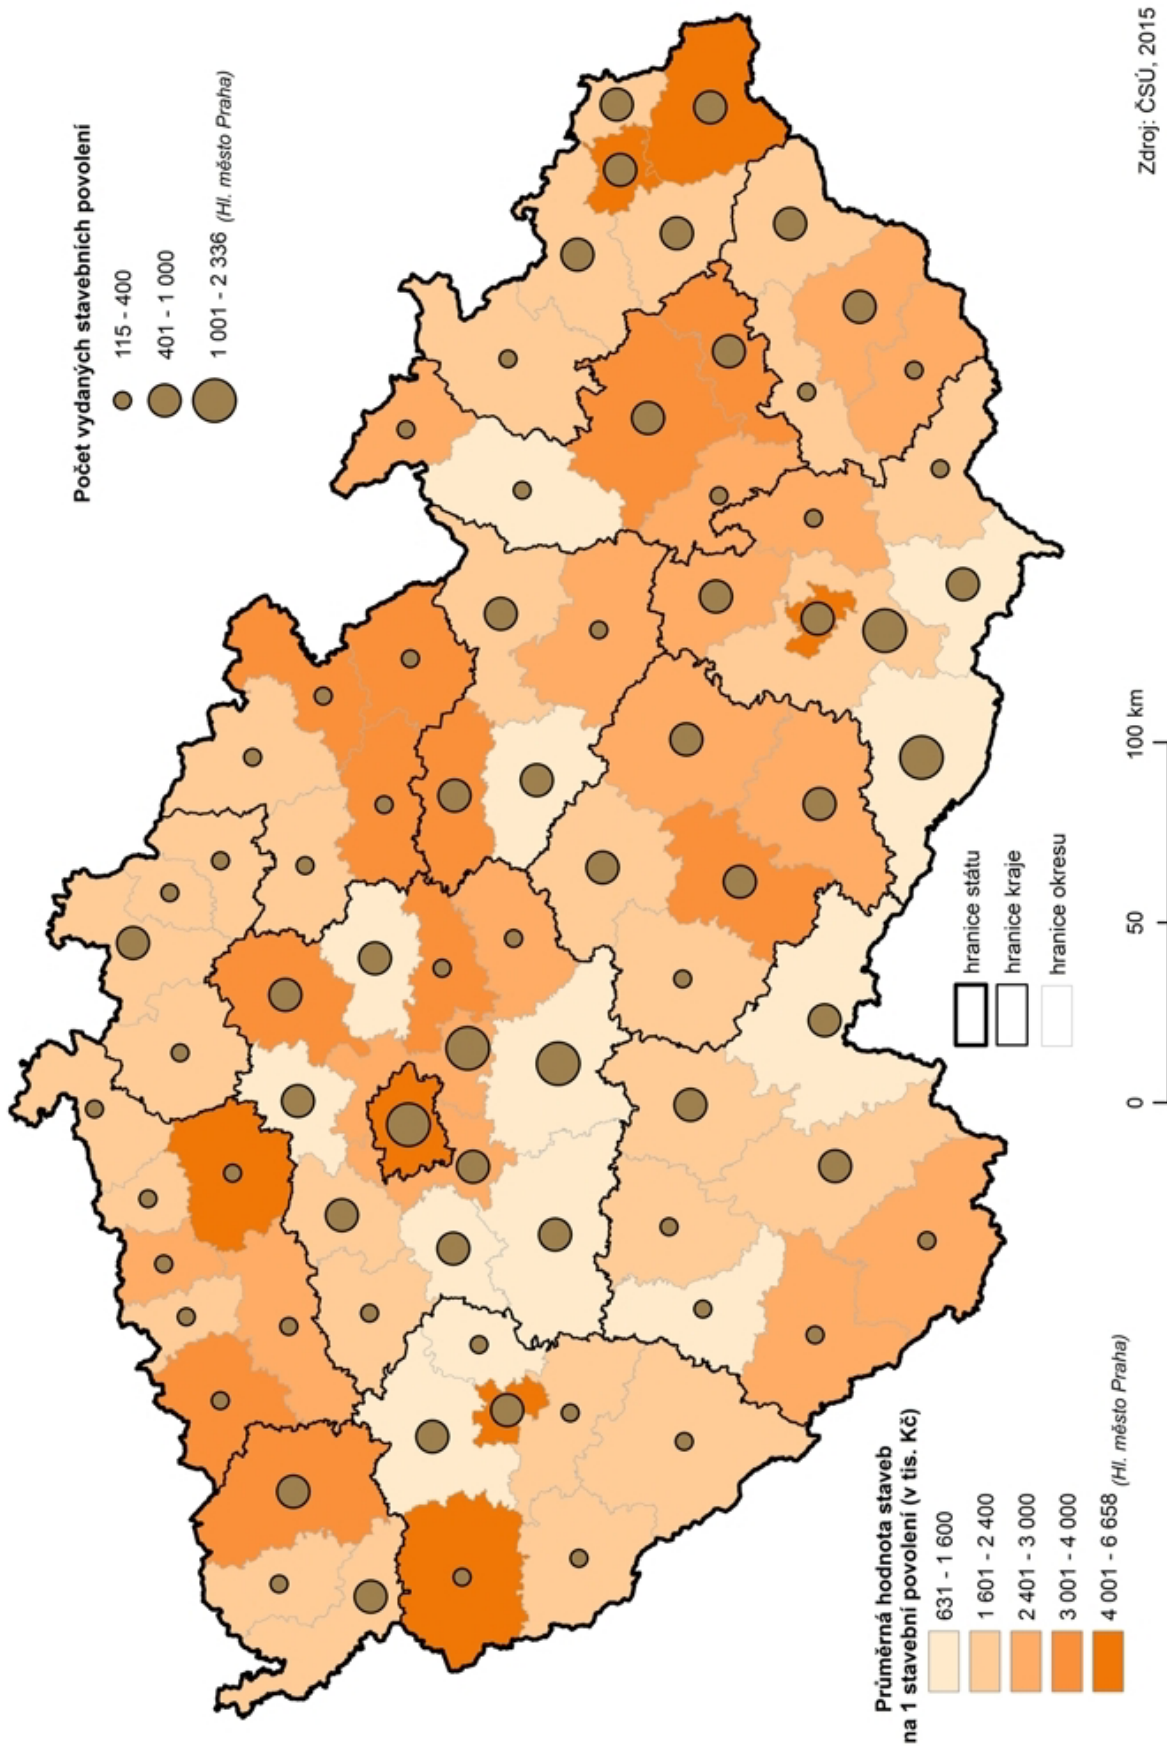 Počet vydaných stavebních povolení
115 - 400
401 - 1 000
1 001 - 2 336 (Hl. město Praha)
Průměrná hodnota staveb
na 1 stavební povolení (v tis. Kč)
631 - 1 600
1 601 - 2 400
2 401 - 3 000
3 001 - 4 000
4 001 - 6 658 (Hl. město Praha)
hranice státu
hranice kraje
hranice okresu
0 50 100 km
Zdroj: ČSÚ, 2015